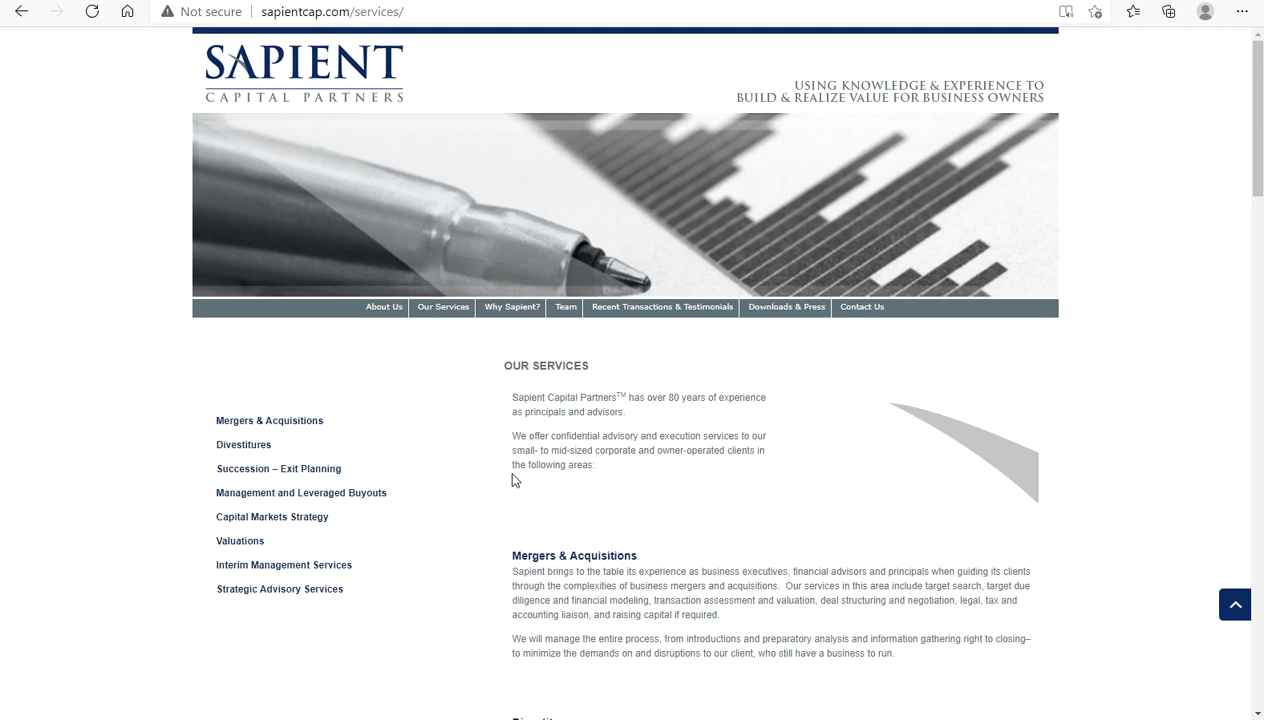 Not secure sapientcap.com/services/
SAPIENT
CAPITAL PARTNERS
USING KNOWLEDGE & EXPERIENCE TO
BUILD & REALIZE VALUE FOR BUSINESS OWNERS
About Us Our Services Why Sapient? Team Recent Transactions & Testimonials Downloads & Press Contact Us
OUR SERVICES
Sapient Capital Partners™ has over 80 years of experience
as principals and advisors.
We offer confidential advisory and execution services to our
small- to mid-sized corporate and owner-operated clients in
the following areas:
Mergers & Acquisitions
Divestitures
Succession – Exit Planning
Management and Leveraged Buyouts
Capital Markets Strategy
Valuations
Interim Management Services
Strategic Advisory Services
Mergers & Acquisitions
Sapient brings to the table its experience as business executives, financial advisors and principals when guiding its clients
through the complexities of business mergers and acquisitions. Our services in this area include target search, target due
diligence and financial modeling, transaction assessment and valuation, deal structuring and negotiation, legal, tax and
accounting liaison, and raising capital if required.
We will manage the entire process, from introductions and preparatory analysis and information gathering right to closing–
to minimize the demands on and disruptions to our client, who still have a business to run.